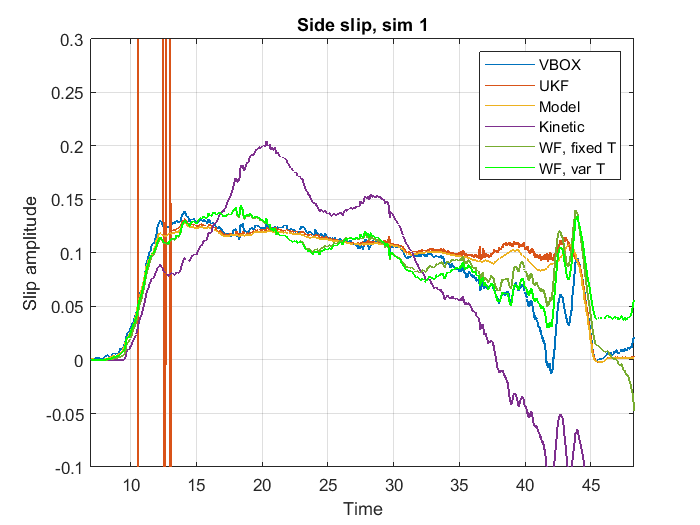 Side slip, sim 1
0.3
0.25
0.2
0.15
0.1
0.05
0
-0.05
-0.1
Slip amplitude
VBOX
UKF
Model
Kinetic
WF, fixed T
WF, var T
10 15 20 25 30 35 40 45
Time